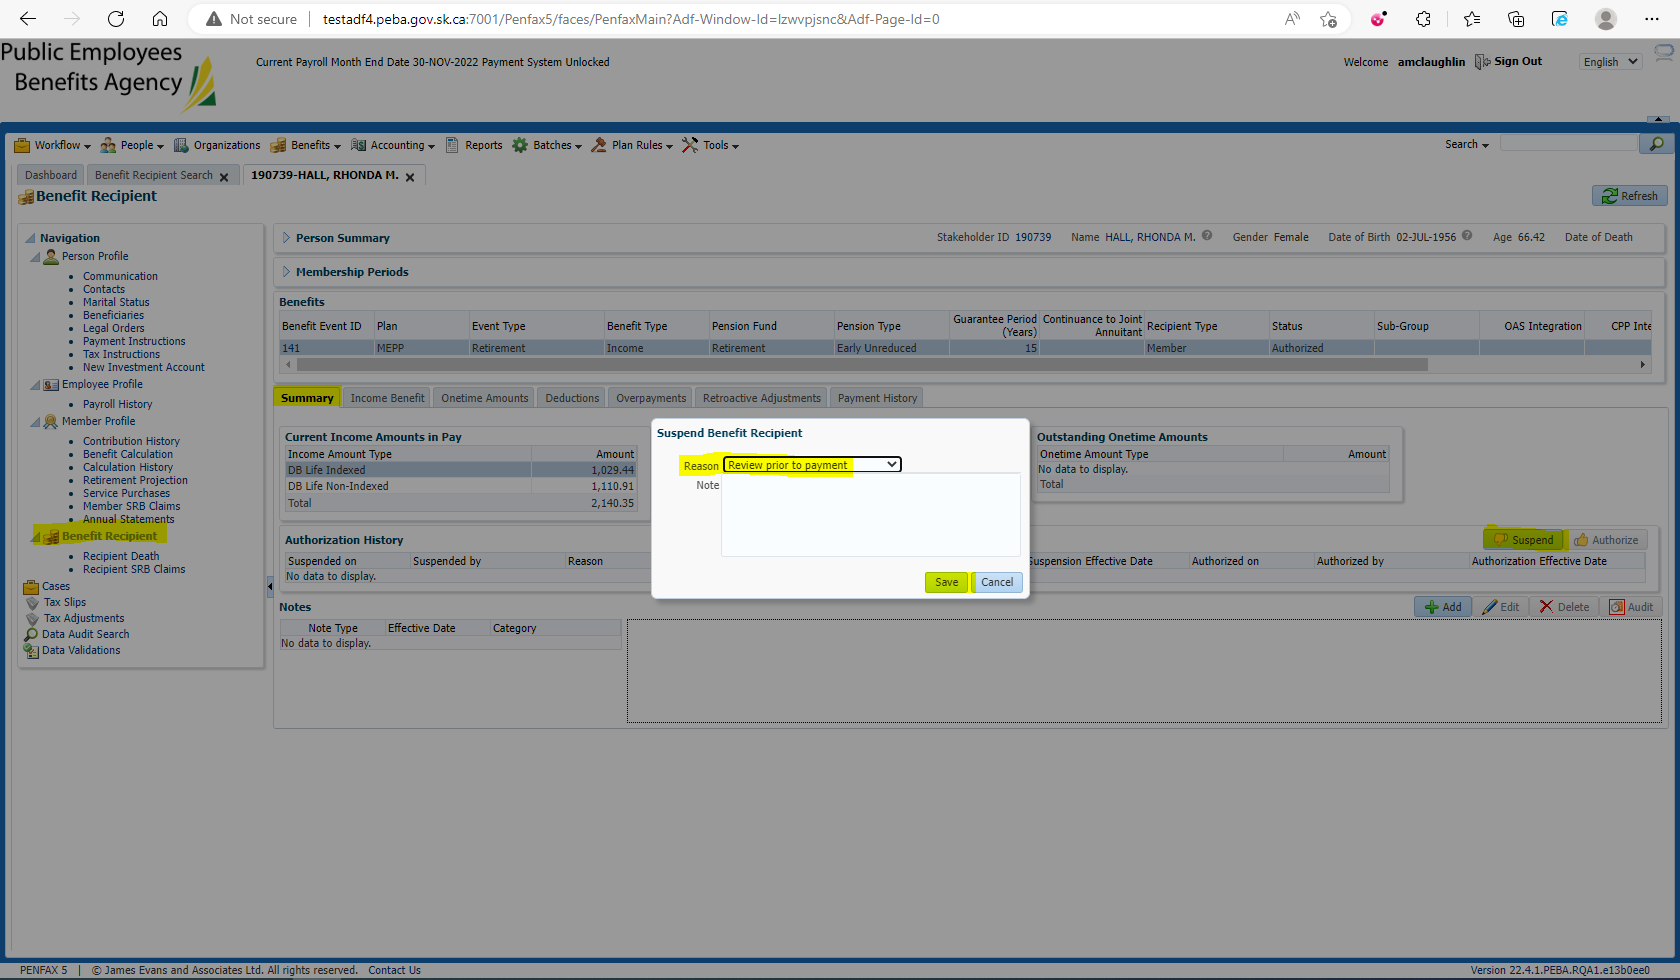 Not secure
testadf4.peba.gov.sk.ca:7001/Penfax5/faces/PenfaxMain?Adf-Window-Id=lzwvpjsnc&Adf-Page-Id=0
Public Employees
Benefits Agency
Current Payroll Month End Date 30-NOV-2022 Payment System Unlocked
Welcome amclaughlin Sign Out English
Workflow People Organizations Benefits Accounting Reports Batches Plan Rules Tools Search
Dashboard Benefit Recipient Search 190739-HALL, RHONDA M.
Benefit Recipient Refresh
Navigation
Person Profile
Communication
Contacts
Marital Status
Beneficiaries
Legal Orders
Payment Instructions
Tax Instructions
New Investment Account
Employee Profile
Payroll History
Member Profile
Contribution History
Benefit Calculation
Calculation History
Retirement Projection
Service Purchases
Member SRB Claims
Annual Statements
Benefit Recipient
Recipient Death
Recipient SRB Claims
Cases
Tax Slips
Tax Adjustments
Data Audit Search
Data Validations
Person Summary Stakeholder ID 190739 Name HALL, RHONDA M. Gender Female Date of Birth 02-JUL-1956 Age 66.42 Date of Death
Membership Periods
Benefits
Benefit Event ID Plan Event Type Benefit Type Pension Fund Pension Type Guarantee Period (Years) Continuance to Joint Annuitant Recipient Type Status Sub-Group OAS Integration CPP Inte
141 MEPP Retirement Income Retirement Early Unreduced 15 Member Authorized
Summary Income Benefit Onetime Amounts Deductions Overpayments Retroactive Adjustments Payment History
Current Income Amounts in Pay
Income Amount Type Amount
DB Life Indexed 1,029.44
DB Life Non-Indexed 1,110.91
Total 2,140.35
Suspend Benefit Recipient
Reason Review prior to payment
Note
Save Cancel
Outstanding Onetime Amounts
Onetime Amount Type Amount
No data to display.
Total
Authorization History Suspend Authorize
Suspended on Suspended by Reason Suspension Effective Date Authorized on Authorized by Authorization Effective Date
No data to display.
Notes Add Edit Delete Audit
Note Type Effective Date Category
No data to display.
PENFAX 5 | © James Evans and Associates Ltd. All rights reserved. Contact Us Version 22.4.1.PEBA.RQA1.e13b0ee0